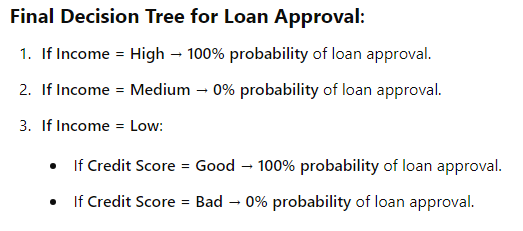 Final Decision Tree for Loan Approval:
1. If Income = High → 100% probability of loan approval.
2. If Income = Medium → 0% probability of loan approval.
3. If Income = Low:
• If Credit Score = Good → 100% probability of loan approval.
• If Credit Score = Bad → 0% probability of loan approval.